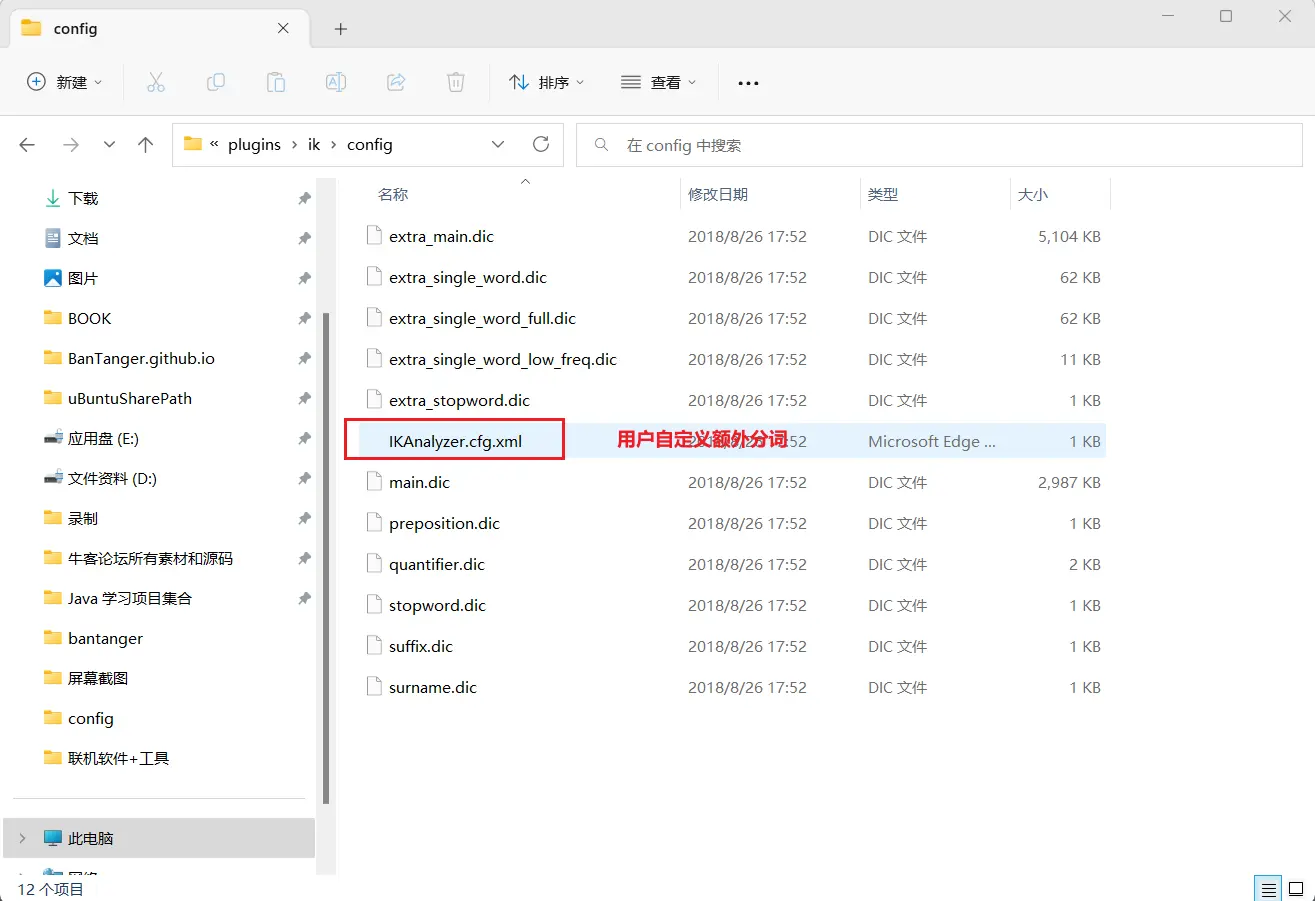 config
新建
排序
查看
« plugins › ik › config
在 config 中搜索
下载
文档
图片
BOOK
BanTanger.github.io
uBuntuSharePath
应用盘 (E:)
文件资料 (D:)
录制
牛客论坛所有素材和源码
Java 学习项目集合
bantanger
屏幕截图
config
联机软件+工具
此电脑
网络
12 个项目
名称 修改日期 类型 大小
extra_main.dic 2018/8/26 17:52 DIC 文件 5,104 KB
extra_single_word.dic 2018/8/26 17:52 DIC 文件 62 KB
extra_single_word_full.dic 2018/8/26 17:52 DIC 文件 62 KB
extra_single_word_low_freq.dic 2018/8/26 17:52 DIC 文件 11 KB
extra_stopword.dic 2018/8/26 17:52 DIC 文件 1 KB
IKAnalyzer.cfg.xml 用户自定义额外分词 Microsoft Edge ... 1 KB
main.dic 2018/8/26 17:52 DIC 文件 2,987 KB
preposition.dic 2018/8/26 17:52 DIC 文件 1 KB
quantifier.dic 2018/8/26 17:52 DIC 文件 2 KB
stopword.dic 2018/8/26 17:52 DIC 文件 1 KB
suffix.dic 2018/8/26 17:52 DIC 文件 1 KB
surname.dic 2018/8/26 17:52 DIC 文件 1 KB